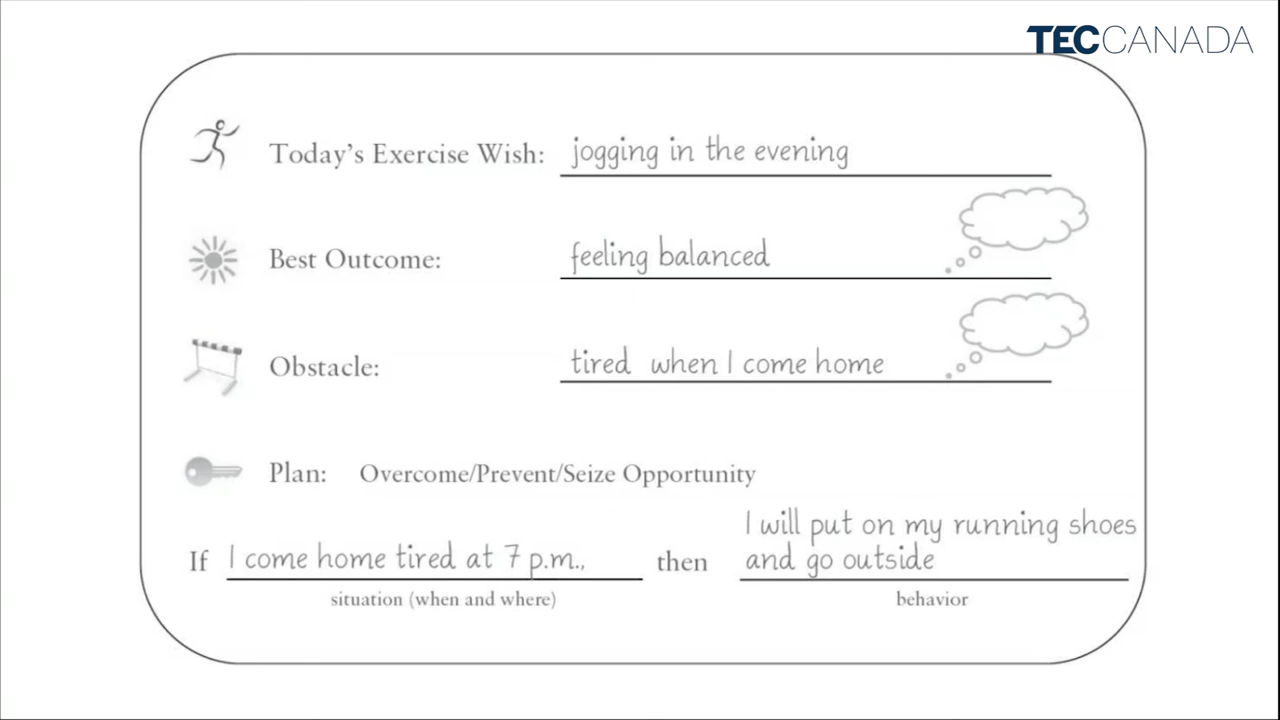 TECCANADA
Today's Exercise Wish: jogging in the evening
Best Outcome: feeling balanced
Obstacle: tired when I come home
Plan: Overcome/Prevent/Seize Opportunity
If I come home tired at 7 p.m., then I will put on my running shoes
and go outside
situation (when and where) behavior